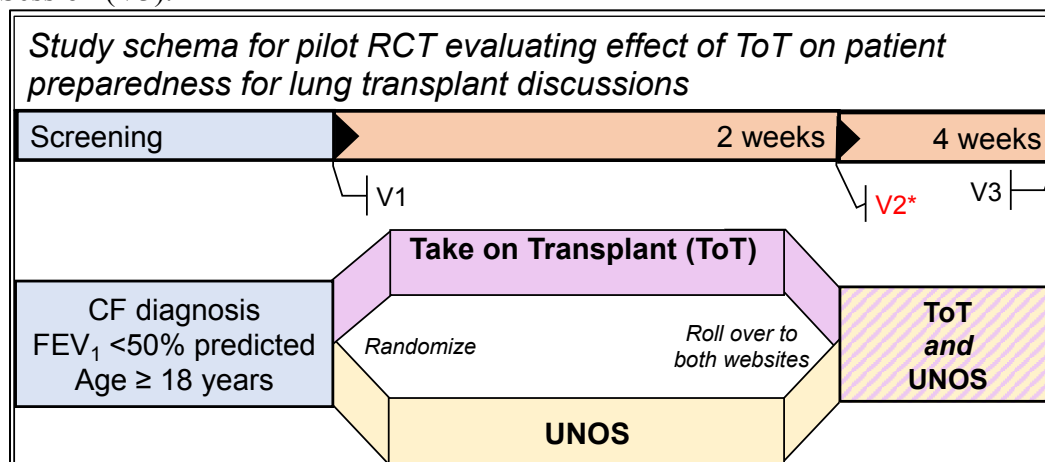 Study schema for pilot RCT evaluating effect of ToT on patient
preparedness for lung transplant discussions
Screening
2 weeks
4 weeks
V1
V2*
V3
Take on Transplant (ToT)
CF diagnosis
FEV₁ <50% predicted
Age ≥ 18 years
Randomize
Roll over to
both websites
ToT
and
UNOS
UNOS